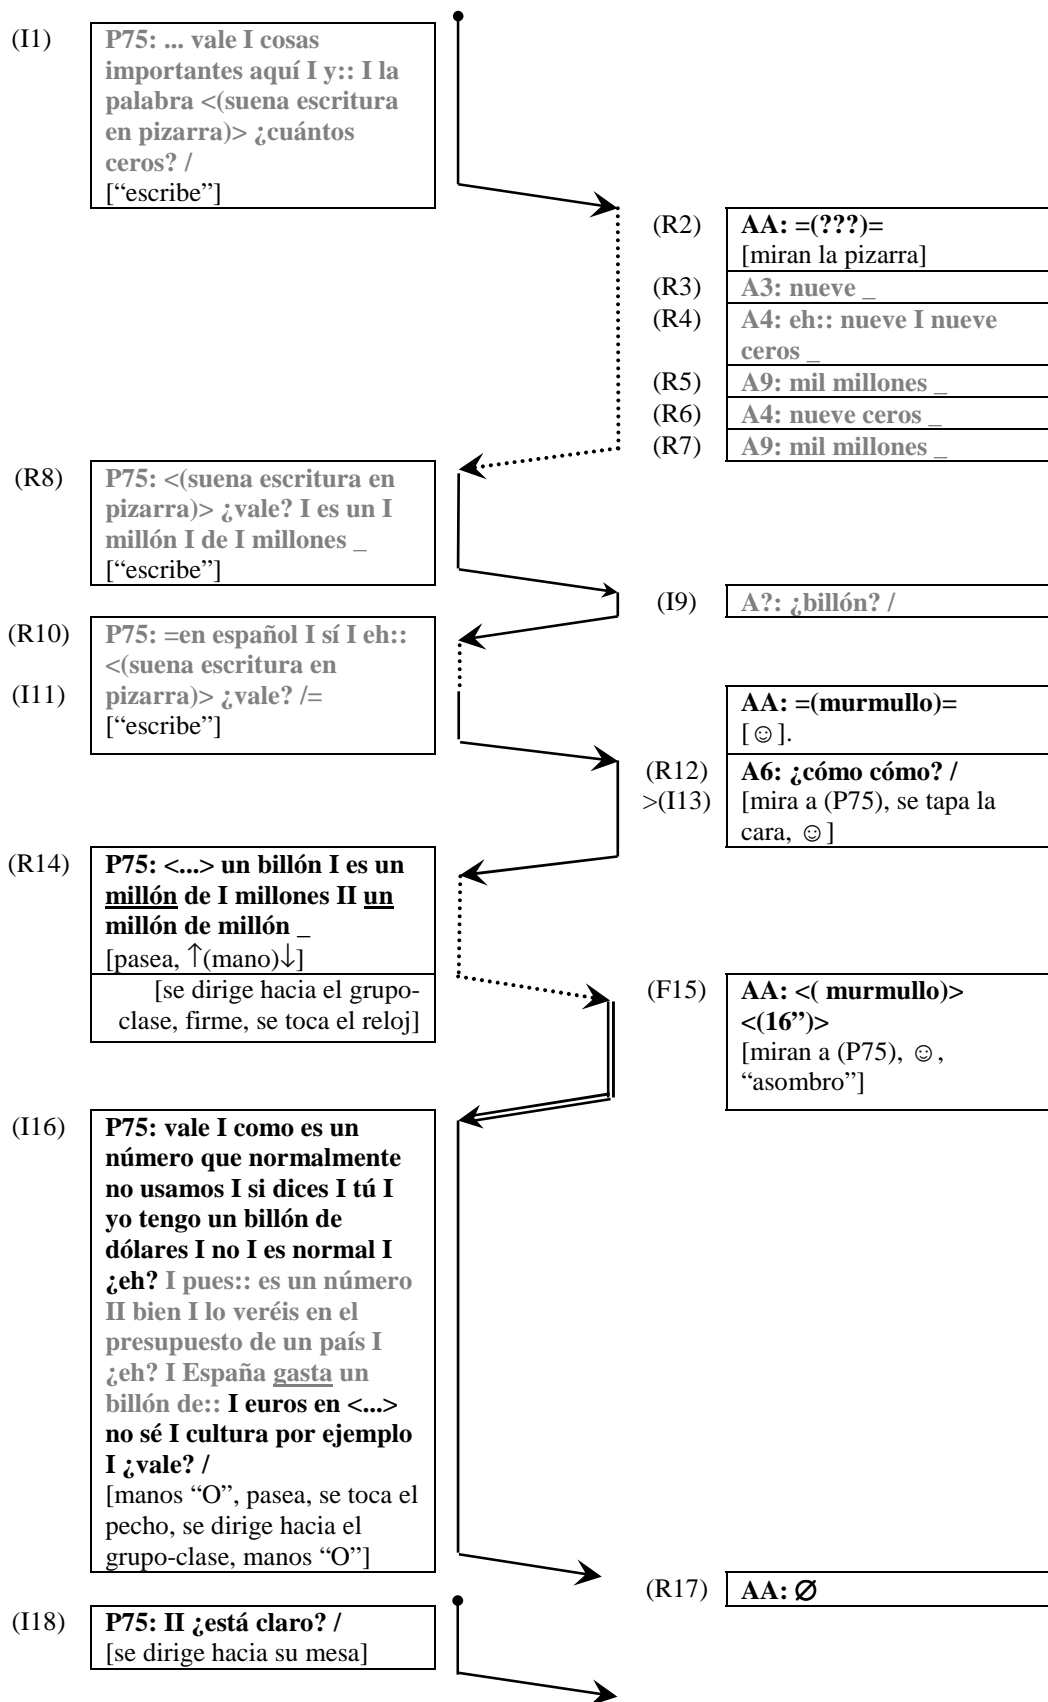 (I1)
P75: ... vale I cosas
importantes aquí I y:: I la
palabra <(suena escritura
en pizarra)> ¿cuántos
ceros? /
[“escribe”]
(R2)
AA: =(???)=
[miran la pizarra]
(R3)
A3: nueve _
(R4)
A4: eh:: nueve I nueve
ceros _
(R5)
A9: mil millones _
(R6)
A4: nueve ceros _
(R7)
A9: mil millones _
(R8)
P75: <(suena escritura en
pizarra)> ¿vale? I es un I
millón I de I millones _
[“escribe”]
(I9)
A?: ¿billón? /
(R10)
P75: =en español I sí I eh::
<(suena escritura en
(I11)
pizarra)> ¿vale? /=
[“escribe”]
AA: =(murmullo)=
[☺].
(R12)
A6: ¿cómo cómo? /
>(I13)
[mira a (P75), se tapa la
cara, ☺]
(R14)
P75: <...> un billón I es un
millón de I millones II un
millón de millón _
[pasea, ↑(mano)↓]
[se dirige hacia el grupo-
clase, firme, se toca el reloj]
(F15)
AA: <( murmullo)>
<(16”)>
[miran a (P75), ☺,
“asombro”]
(I16)
P75: vale I como es un
número que normalmente
no usamos I si dices I tú I
yo tengo un billón de
dólares I no I es normal I
¿eh? I pues:: es un número
II bien I lo veréis en el
presupuesto de un país I
¿eh? I España gasta un
billón de:: I euros en <...>
no sé I cultura por ejemplo
I ¿vale? /
[manos “O”, pasea, se toca el
pecho, se dirige hacia el
grupo-clase, manos “O”]
(R17)
AA: Ø
(I18)
P75: II ¿está claro? /
[se dirige hacia su mesa]